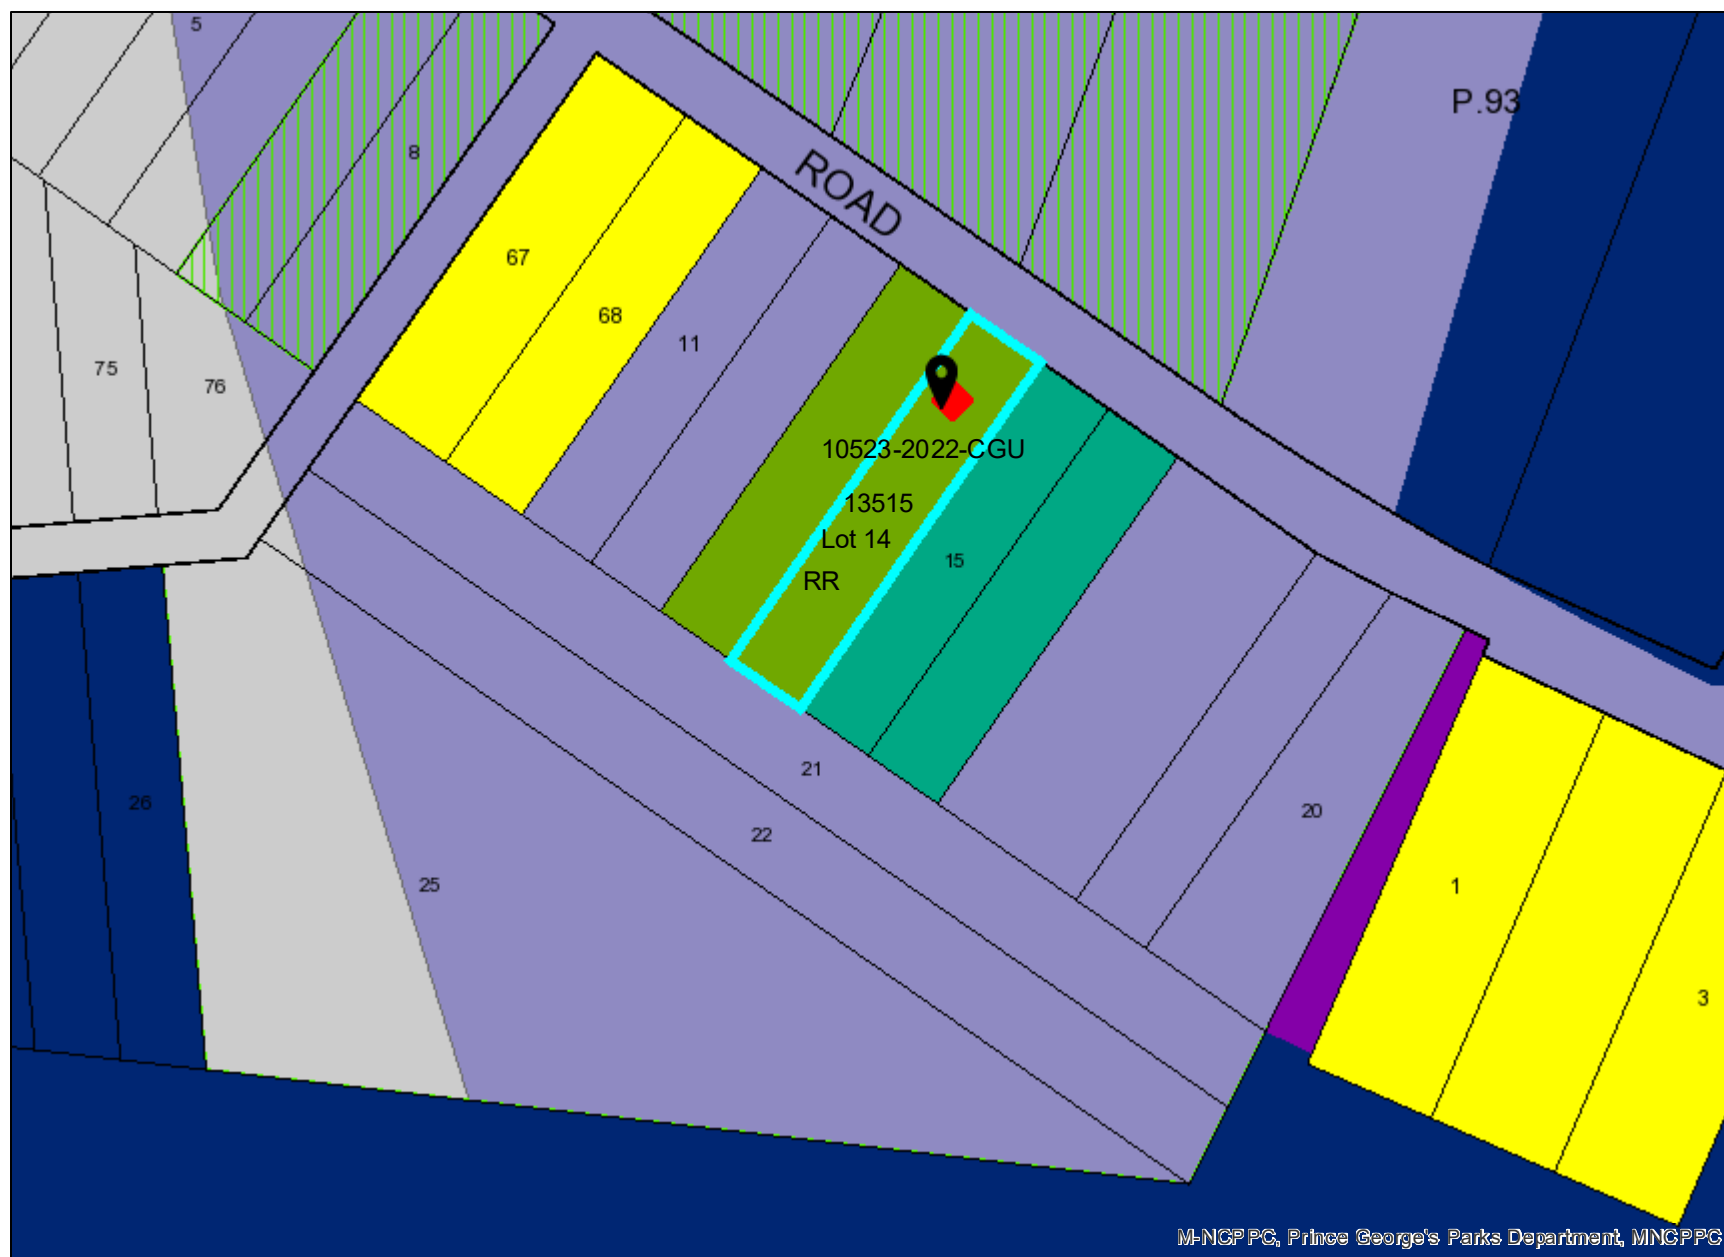 5
P.93
8
ROAD
67
68
11
75
76
10523-2022-CGU
13515
Lot 14
RR
15
21
26
20
22
25
1
3
M-NCPPC, Prince George's Parks Department, MNCPPC